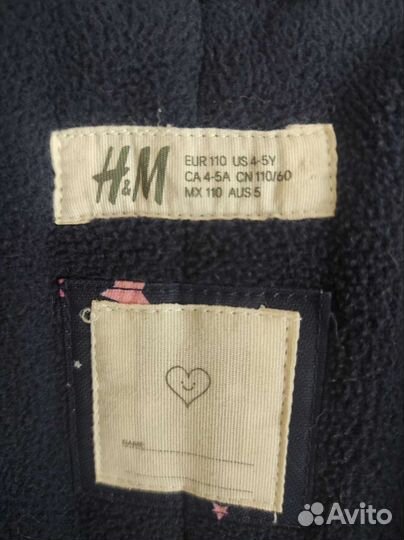 H&M
EUR 110 US 4-5Y
CA 4-5A CN 110/60
MX 110 AUS 5
NAME
Avito